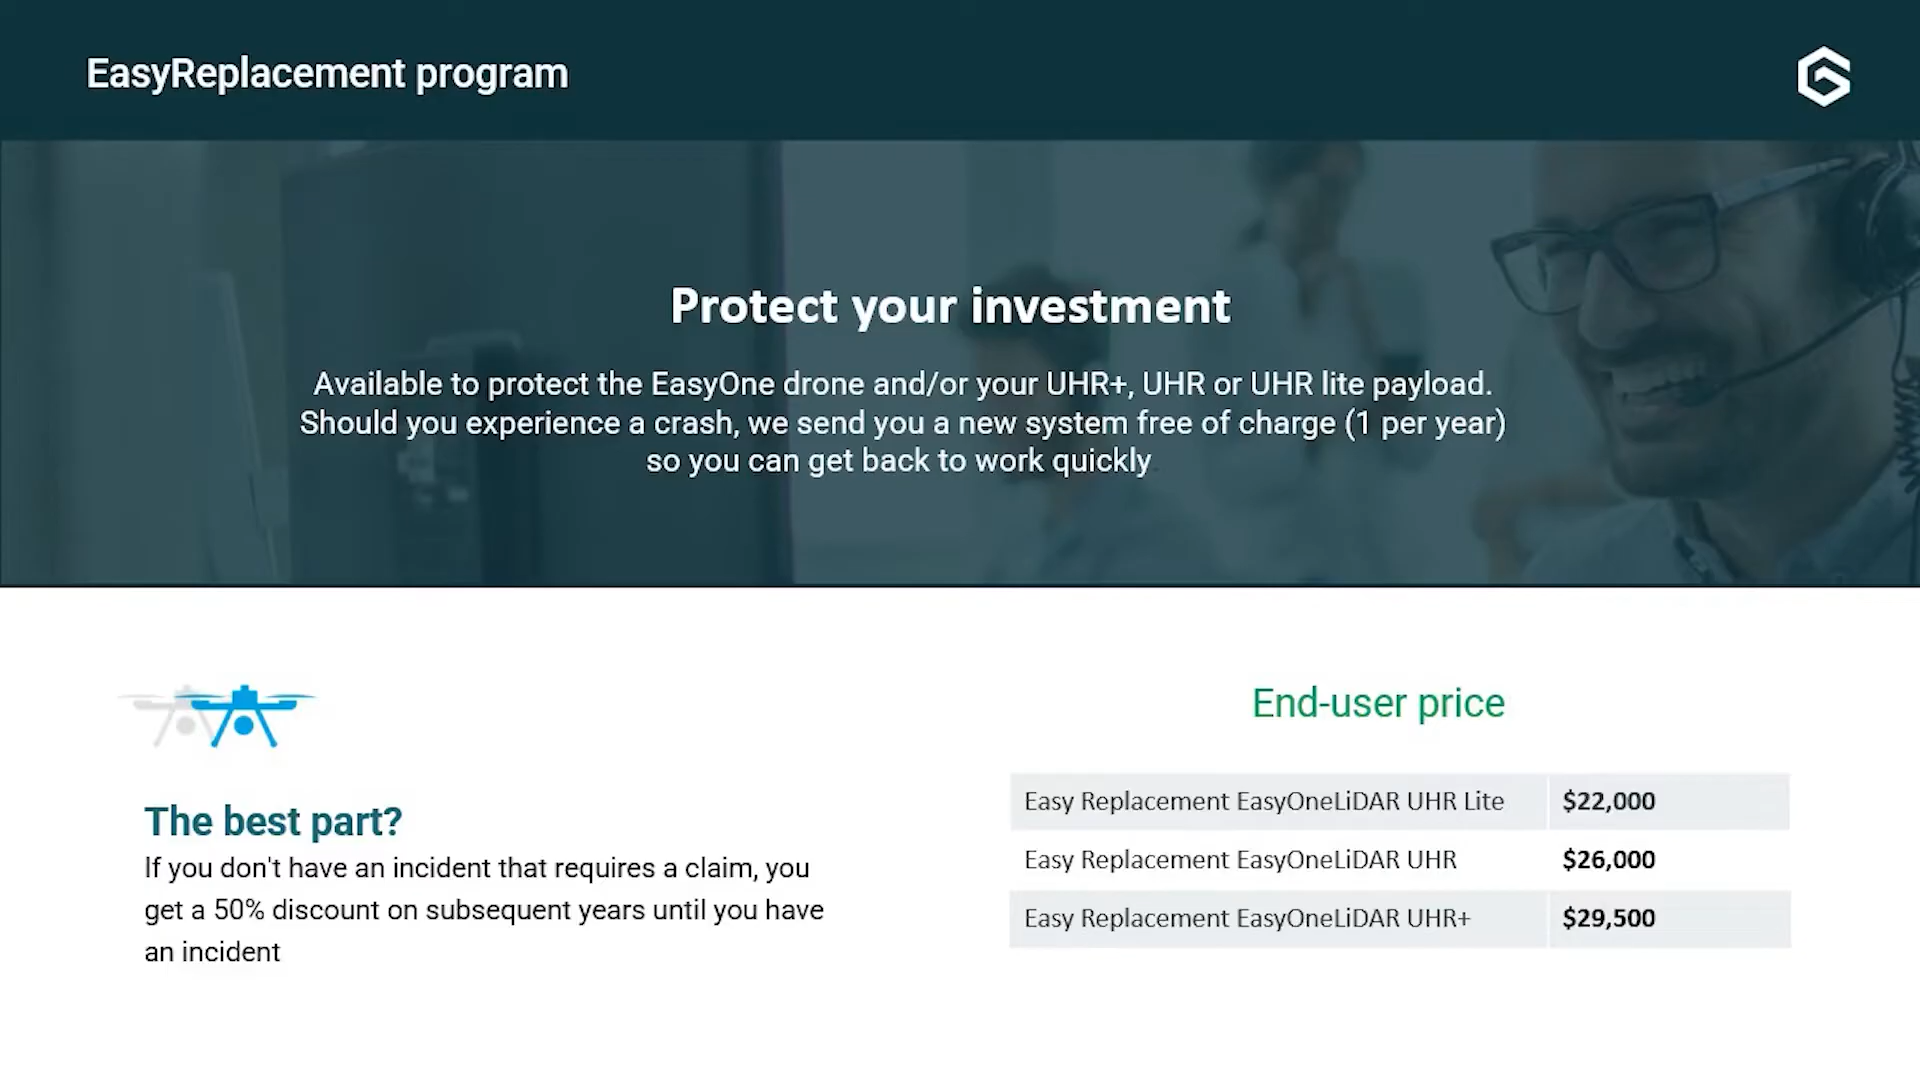 EasyReplacement program
Protect your investment
Available to protect the EasyOne drone and/or your UHR+, UHR or UHR lite payload.
Should you experience a crash, we send you a new system free of charge (1 per year)
so you can get back to work quickly
The best part?
If you don't have an incident that requires a claim, you
get a 50% discount on subsequent years until you have
an incident
End-user price
Easy Replacement EasyOneLiDAR UHR Lite $22,000
Easy Replacement EasyOneLiDAR UHR $26,000
Easy Replacement EasyOneLiDAR UHR+ $29,500